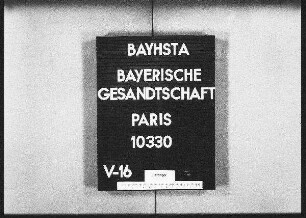 BAYHSTA
BAYERISCHE
GESANDTSCHAFT
PARIS
10330
V-16